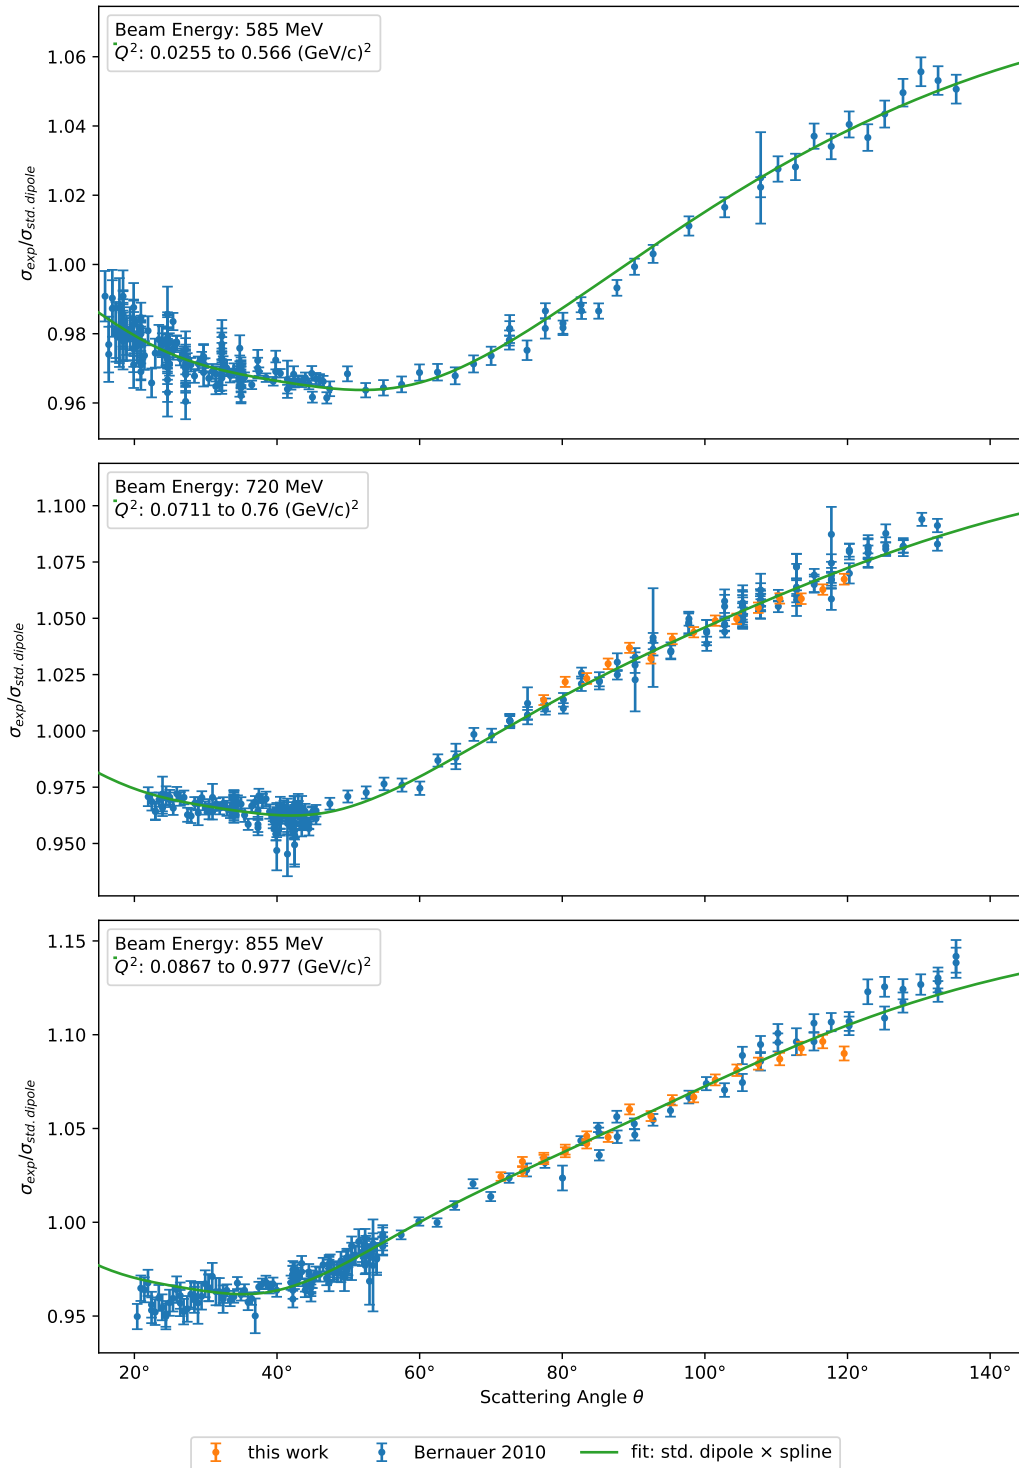 Beam Energy: 585 MeV
Q²: 0.0255 to 0.566 (GeV/c)²
1.06
1.04
1.02
1.00
0.98
0.96
σexp/σstd. dipole
Beam Energy: 720 MeV
Q²: 0.0711 to 0.76 (GeV/c)²
1.100
1.075
1.050
1.025
1.000
0.975
0.950
σexp/σstd. dipole
Beam Energy: 855 MeV
Q²: 0.0867 to 0.977 (GeV/c)²
1.15
1.10
1.05
1.00
0.95
σexp/σstd. dipole
20° 40° 60° 80° 100° 120° 140°
Scattering Angle θ
this work Bernauer 2010 fit: std. dipole × spline